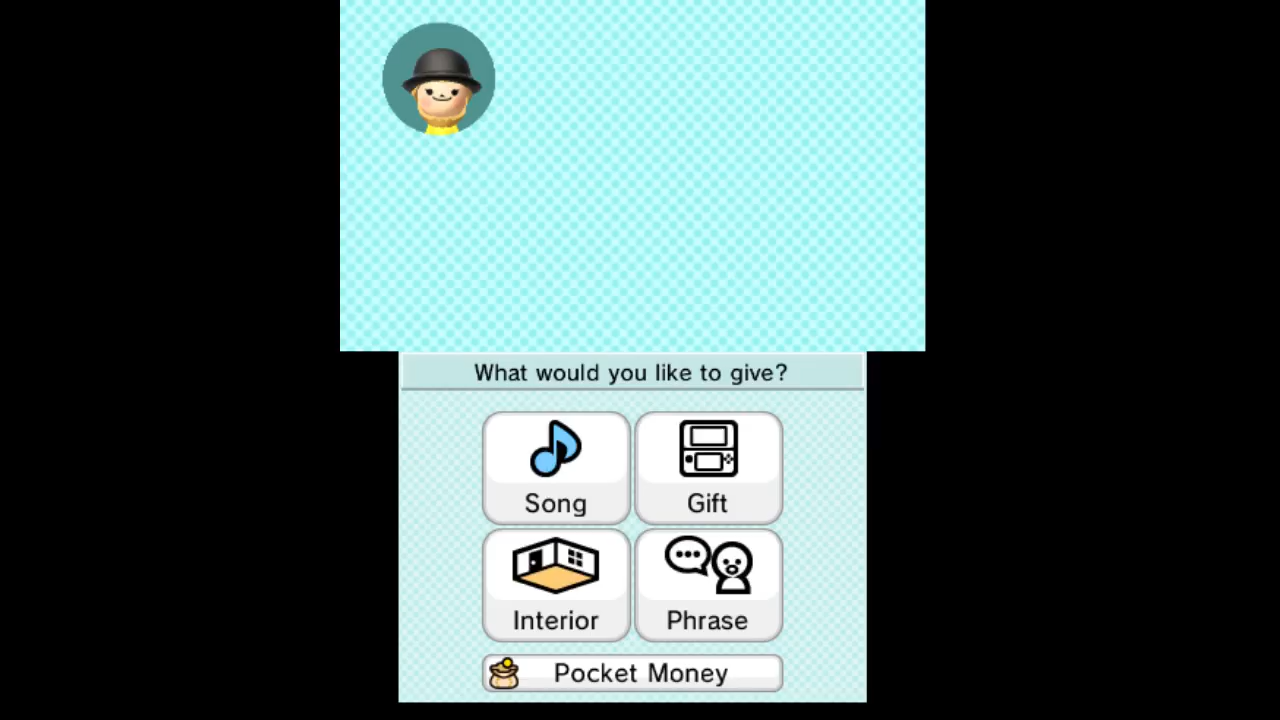 What would you like to give?
Song
Gift
Interior
Phrase
Pocket Money